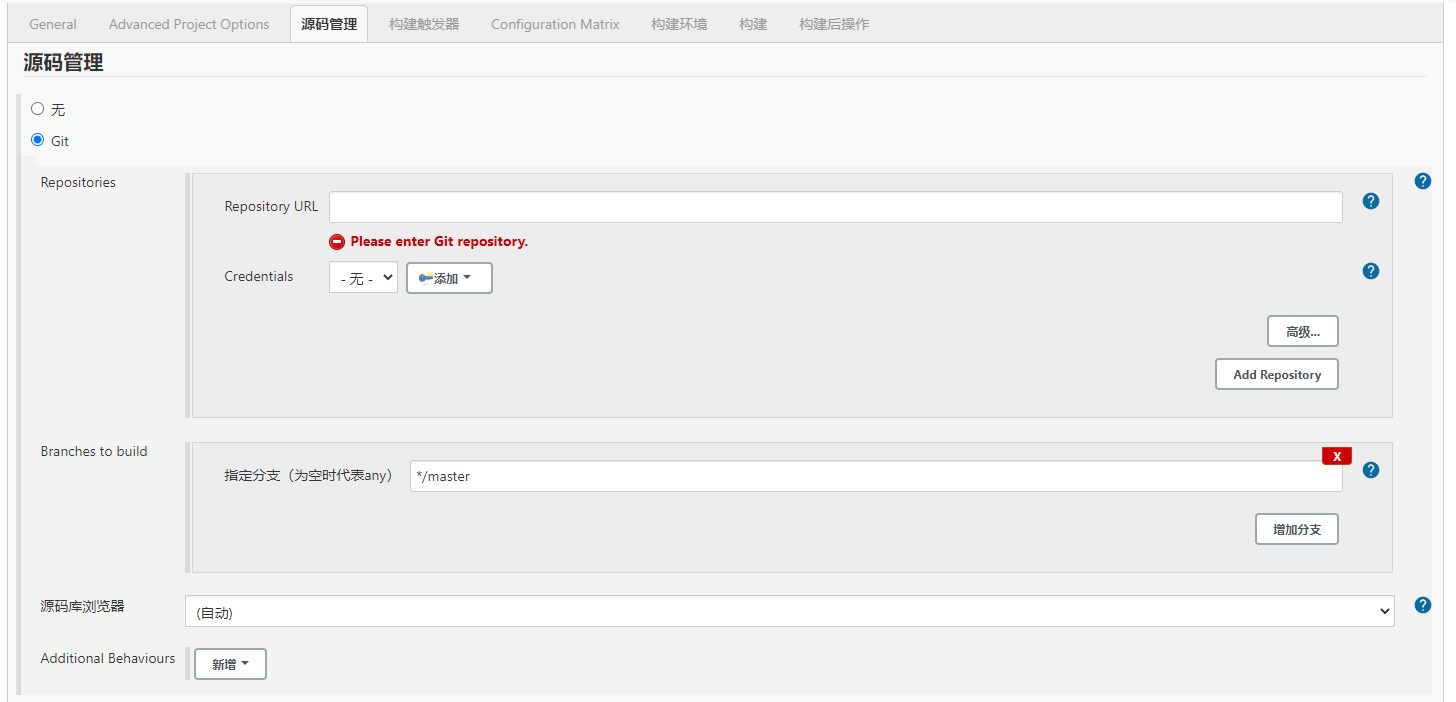 General Advanced Project Options 源码管理 构建触发器 Configuration Matrix 构建环境 构建 构建后操作
源码管理
无
Git
Repositories
Repository URL
Please enter Git repository.
Credentials - 无 - 添加
高级...
Add Repository
Branches to build
X
指定分支（为空时代表any） */master
增加分支
源码库浏览器 (自动)
Additional Behaviours 新增